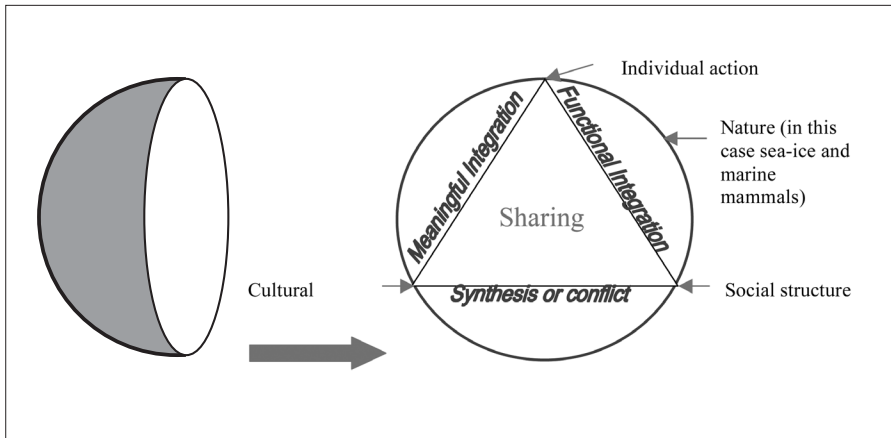 Individual action
Nature (in this
case sea-ice and
marine
mammals)
Meaningful Integration
Functional Integration
Sharing
Cultural
Synthesis or conflict
Social structure